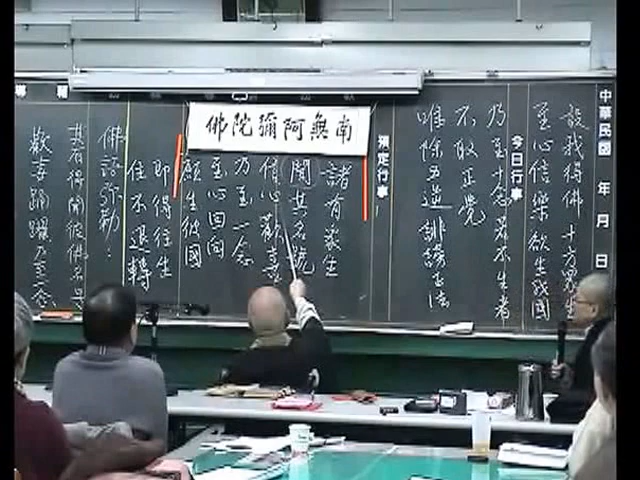 中華民國 年 月 日
設我得佛 十方眾生
至心信樂 欲生我國
今日行事
乃至十念 若不生者
不取正覺
唯除五逆 誹謗正法
預定行事
南無阿彌陀佛
諸有眾生
聞其名號
信心歡喜
乃至一念
至心回向
願生彼國
即得往生
住不退轉
佛語弥勒：
其有得聞彼佛名号
歡喜踊躍乃至一念